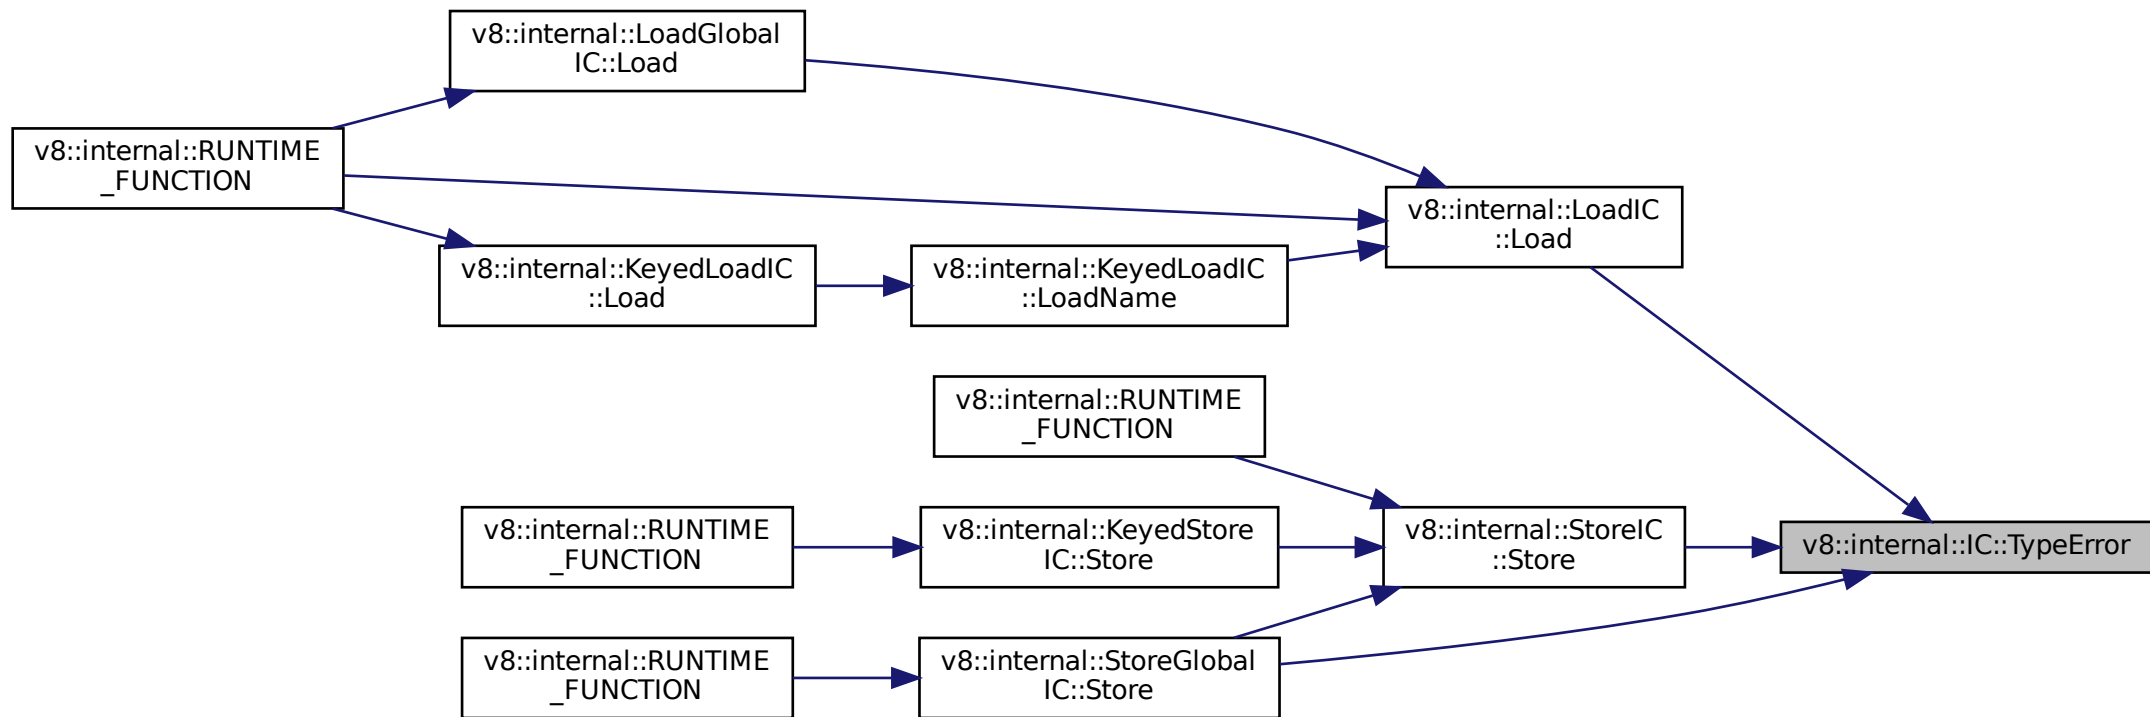 v8::internal::LoadGlobal
IC::Load
v8::internal::RUNTIME
_FUNCTION
v8::internal::LoadIC
::Load
v8::internal::KeyedLoadIC
::Load
v8::internal::KeyedLoadIC
::LoadName
v8::internal::RUNTIME
_FUNCTION
v8::internal::RUNTIME
_FUNCTION
v8::internal::KeyedStore
IC::Store
v8::internal::StoreIC
::Store
v8::internal::IC::TypeError
v8::internal::RUNTIME
_FUNCTION
v8::internal::StoreGlobal
IC::Store